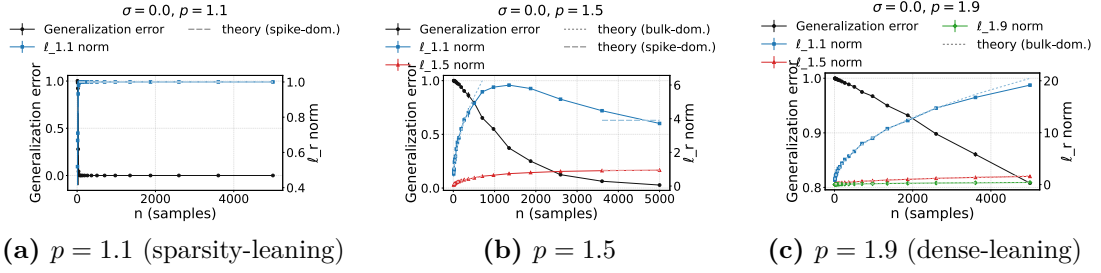 σ = 0.0, p = 1.1
Generalization error
ℓ_1.1 norm
theory (spike-dom.)
Generalization error
1.0
0.5
0.0
1.0
0.8
0.6
0.4
ℓ_r norm
0
2000
4000
n (samples)
(a) p = 1.1 (sparsity-leaning)
σ = 0.0, p = 1.5
Generalization error
ℓ_1.1 norm
ℓ_1.5 norm
theory (bulk-dom.)
theory (spike-dom.)
Generalization error
1.0
0.5
0.0
6
4
2
0
ℓ_r norm
0
1000
2000
3000
4000
5000
n (samples)
(b) p = 1.5
σ = 0.0, p = 1.9
Generalization error
ℓ_1.1 norm
ℓ_1.5 norm
ℓ_1.9 norm
theory (bulk-dom.)
Generalization error
1.0
0.9
0.8
20
10
0
ℓ_r norm
0
2000
4000
n (samples)
(c) p = 1.9 (dense-leaning)